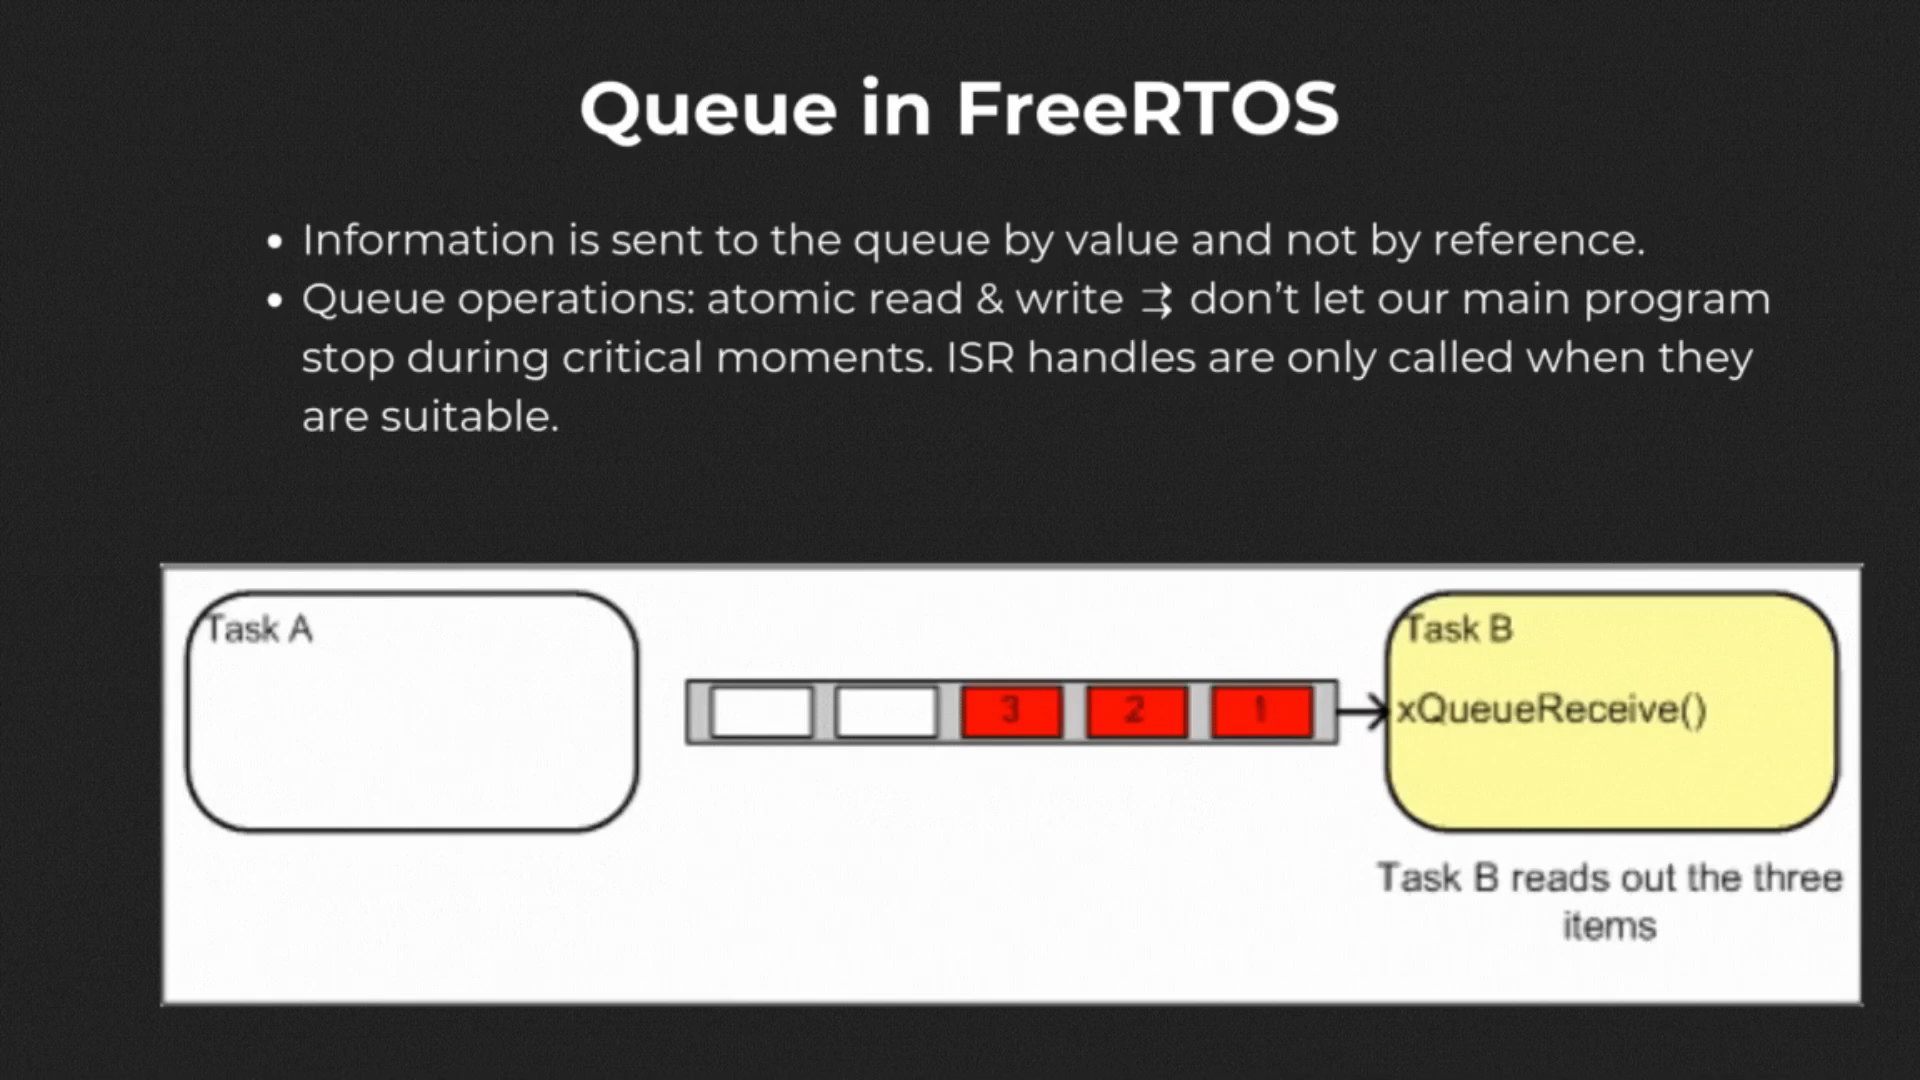 Queue in FreeRTOS
• Information is sent to the queue by value and not by reference.
• Queue operations: atomic read & write ⇉ don’t let our main program
stop during critical moments. ISR handles are only called when they
are suitable.
Task A
Task B
3 2 1
xQueueReceive()
Task B reads out the three
items